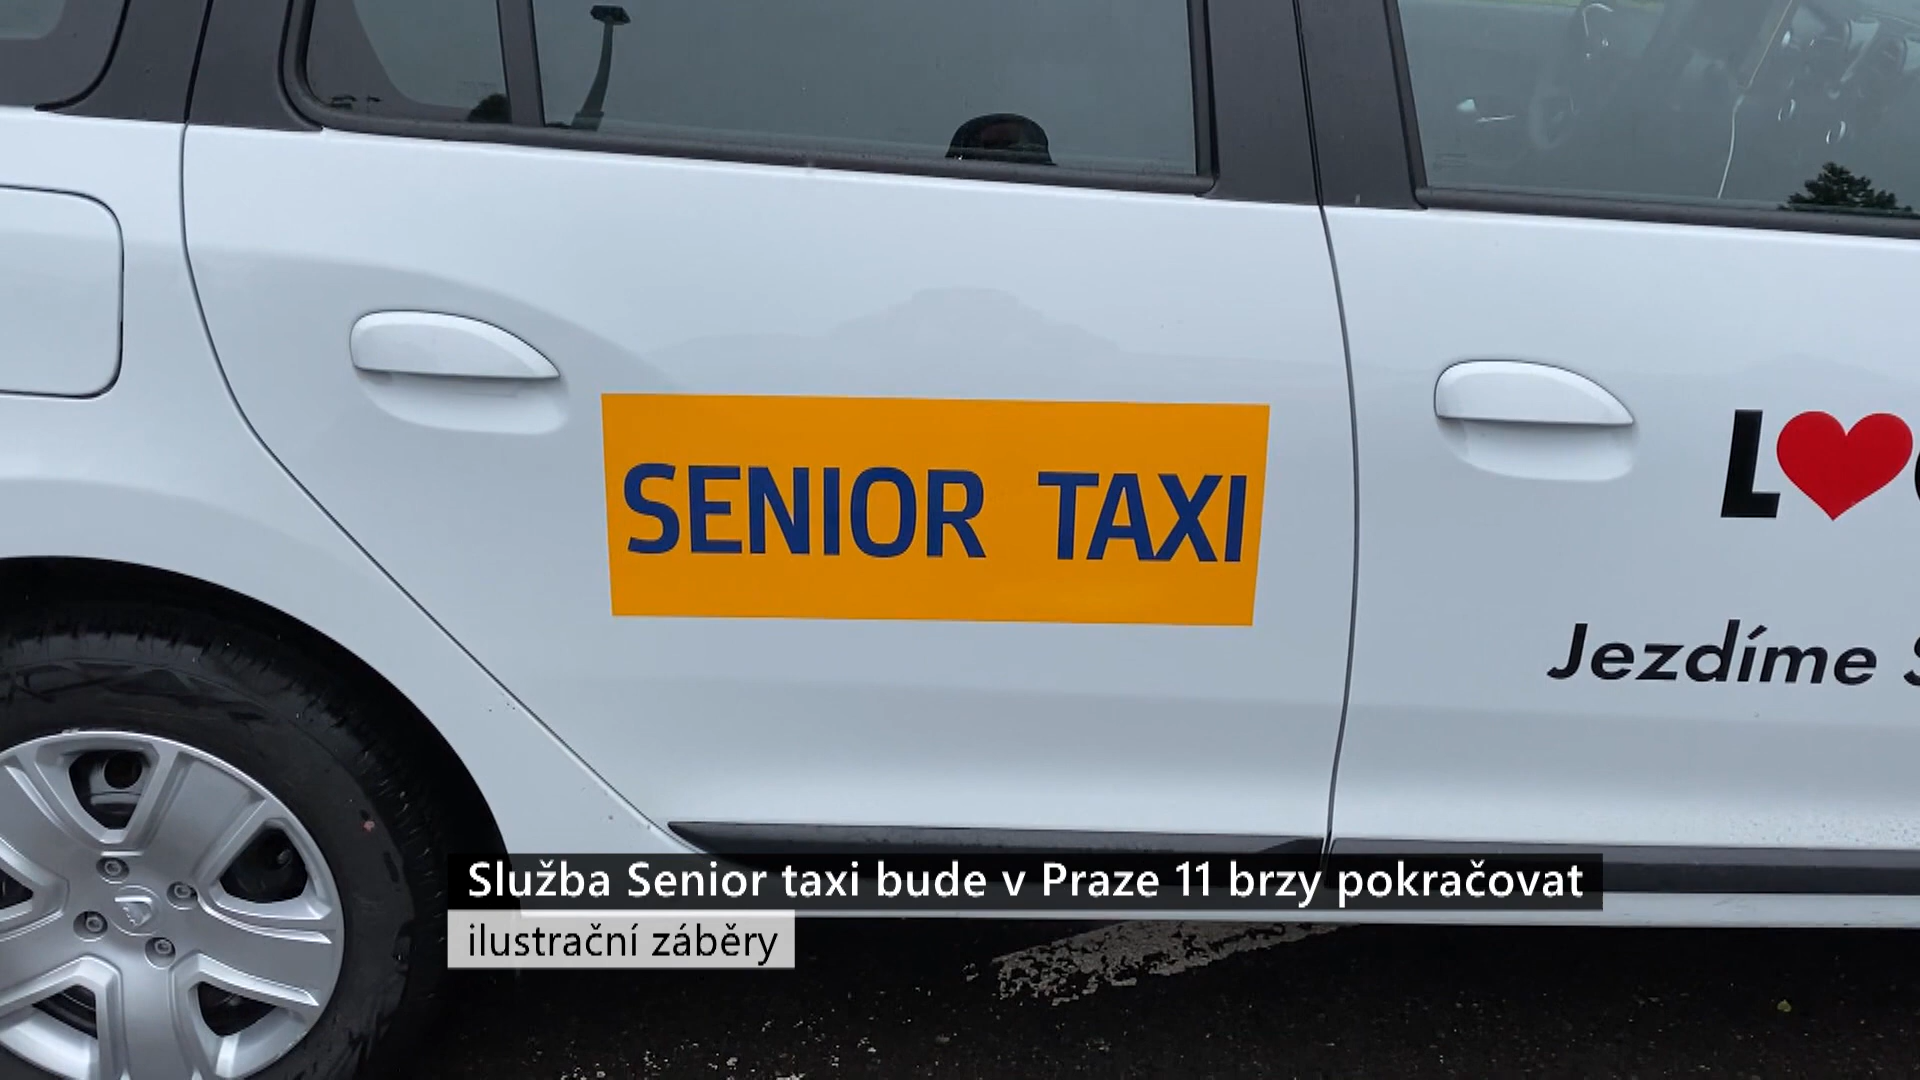 SENIOR TAXI
Jezdíme
Služba Senior taxi bude v Praze 11 brzy pokračovat
ilustrační záběry